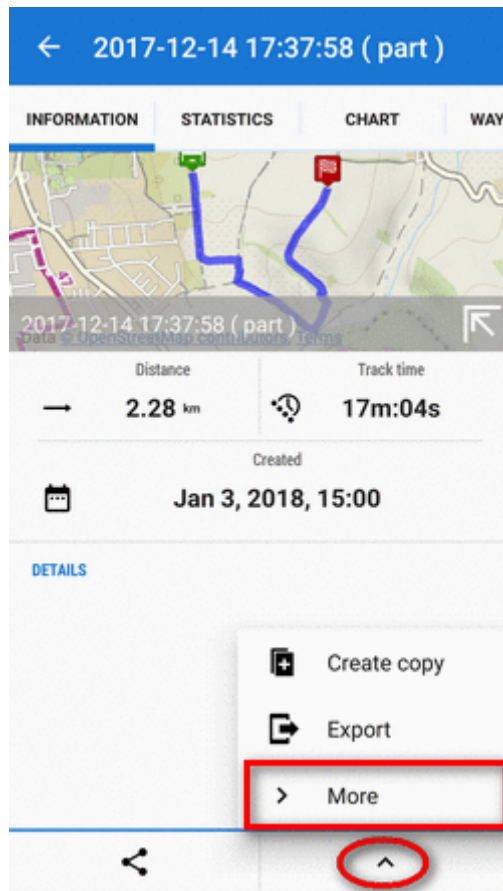 2017-12-14 17:37:58 ( part )
INFORMATION STATISTICS CHART WAY
47
2017-12-14 17:37:58 ( part )
Data © OpenStreetMap contributors, Terms
Distance Track time
2.28 km 17m:04s
Created
Jan 3, 2018, 15:00
DETAILS
Create copy
Export
More